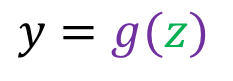 y = g(z)